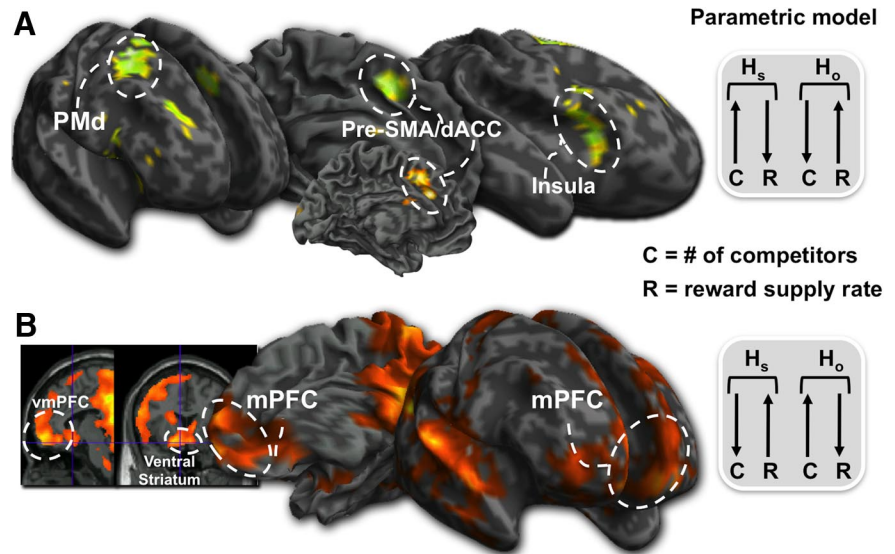 A
Parametric model
PMd
Pre-SMA/dACC
Insula
Hs Ho
C R C R
C = # of competitors
R = reward supply rate
B
vmPFC
Ventral
Striatum
mPFC
mPFC
Hs Ho
C R C R